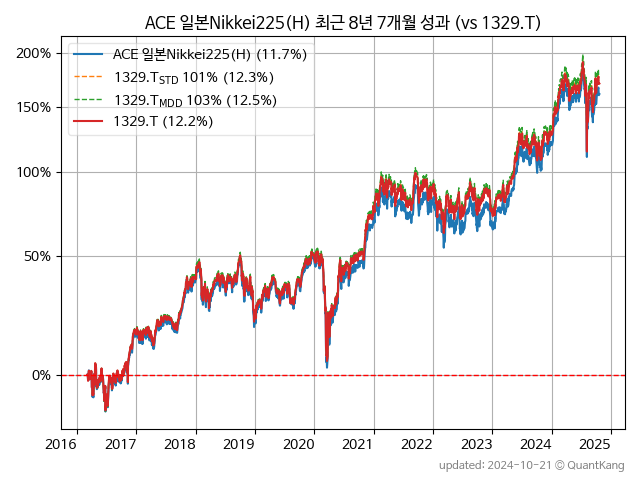 ACE 일본Nikkei225(H) 최근 8년 7개월 성과 (vs 1329.T)
ACE 일본Nikkei225(H) (11.7%)
1329.T_STD 101% (12.3%)
1329.T_MDD 103% (12.5%)
1329.T (12.2%)
200%
150%
100%
50%
0%
2016 2017 2018 2019 2020 2021 2022 2023 2024 2025
updated: 2024-10-21 © QuantKang